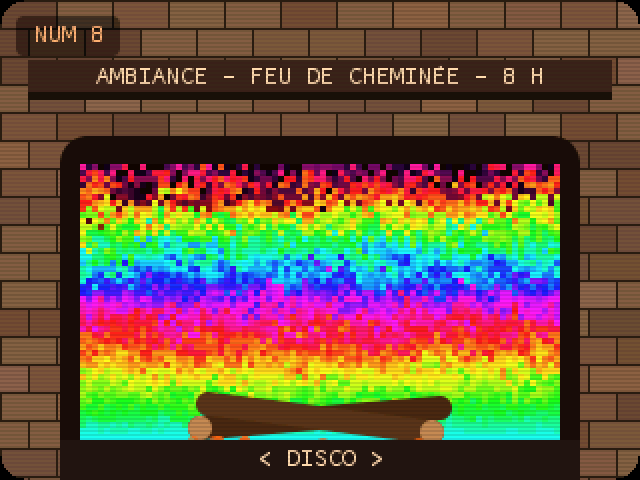 NUM 8
AMBIANCE - FEU DE CHEMINÉE - 8 H
< DISCO >